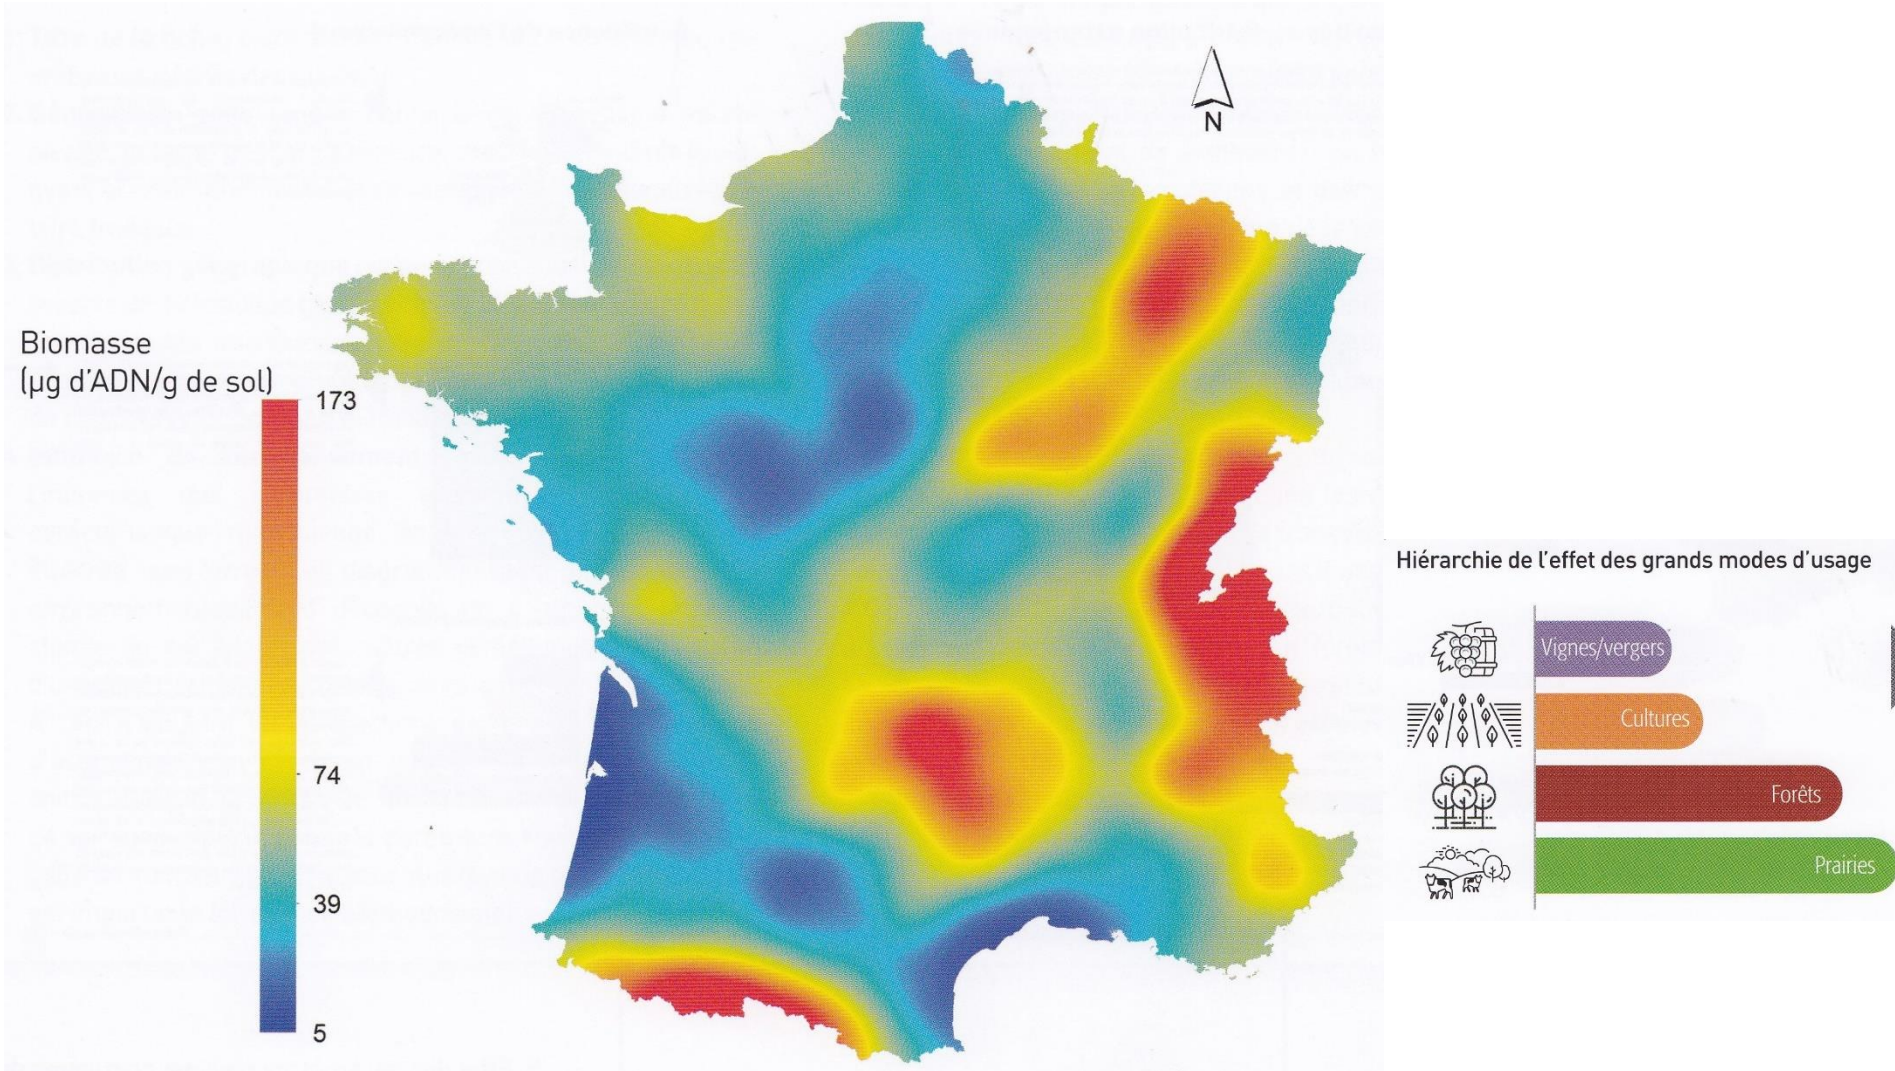 N
Biomasse
(µg d'ADN/g de sol)
173
74
39
5
Hiérarchie de l'effet des grands modes d'usage
Vignes/vergers
Cultures
Forêts
Prairies